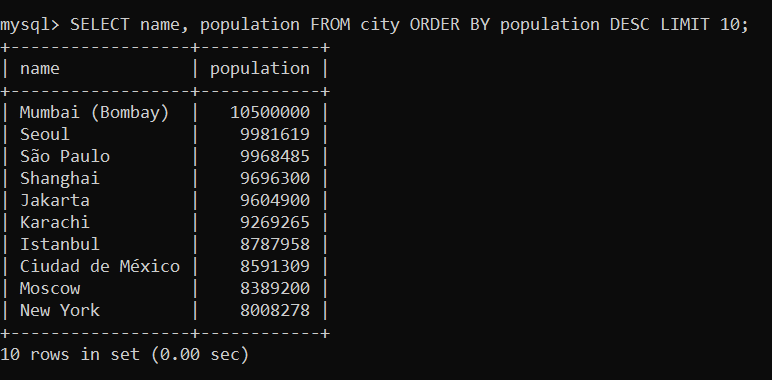 mysql> SELECT name, population FROM city ORDER BY population DESC LIMIT 10;
+------------------+------------+
| name             | population |
+------------------+------------+
| Mumbai (Bombay)  |   10500000 |
| Seoul            |    9981619 |
| São Paulo        |    9968485 |
| Shanghai         |    9696300 |
| Jakarta          |    9604900 |
| Karachi          |    9269265 |
| Istanbul         |    8787958 |
| Ciudad de México |    8591309 |
| Moscow           |    8389200 |
| New York         |    8008278 |
+------------------+------------+
10 rows in set (0.00 sec)